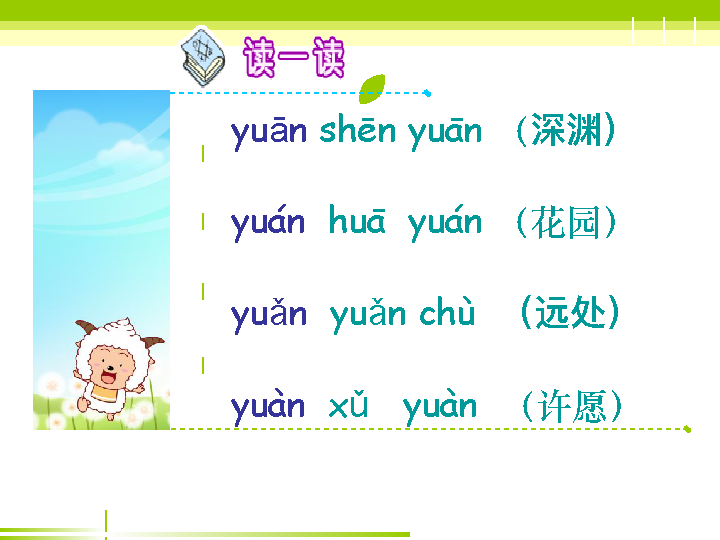 读一读
yuān shēn yuān （深渊）
yuán huā yuán （花园）
yuǎn yuǎn chù （远处）
yuàn xǔ yuàn （许愿）